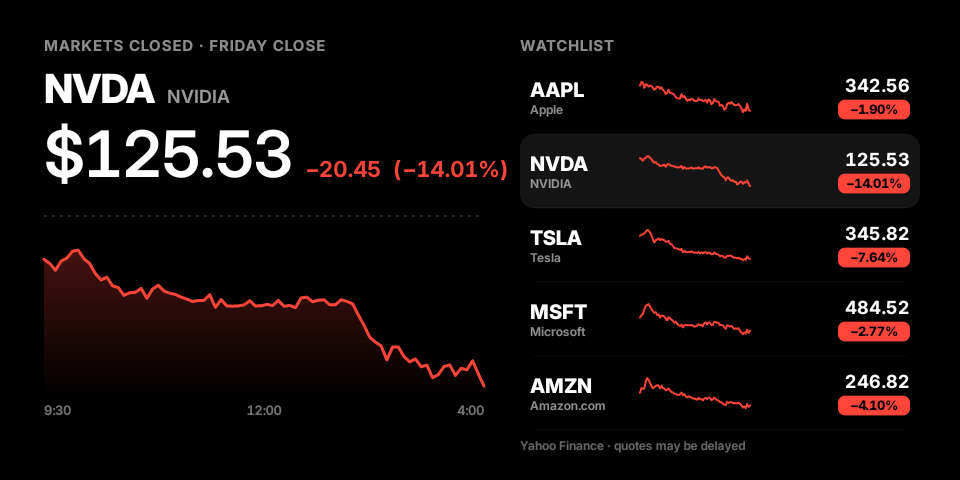 MARKETS CLOSED · FRIDAY CLOSE
NVDA NVIDIA
$125.53 −20.45 (−14.01%)
9:30 12:00 4:00
WATCHLIST
AAPL 342.56
Apple −1.90%
NVDA 125.53
NVIDIA −14.01%
TSLA 345.82
Tesla −7.64%
MSFT 484.52
Microsoft −2.77%
AMZN 246.82
Amazon.com −4.10%
Yahoo Finance · quotes may be delayed